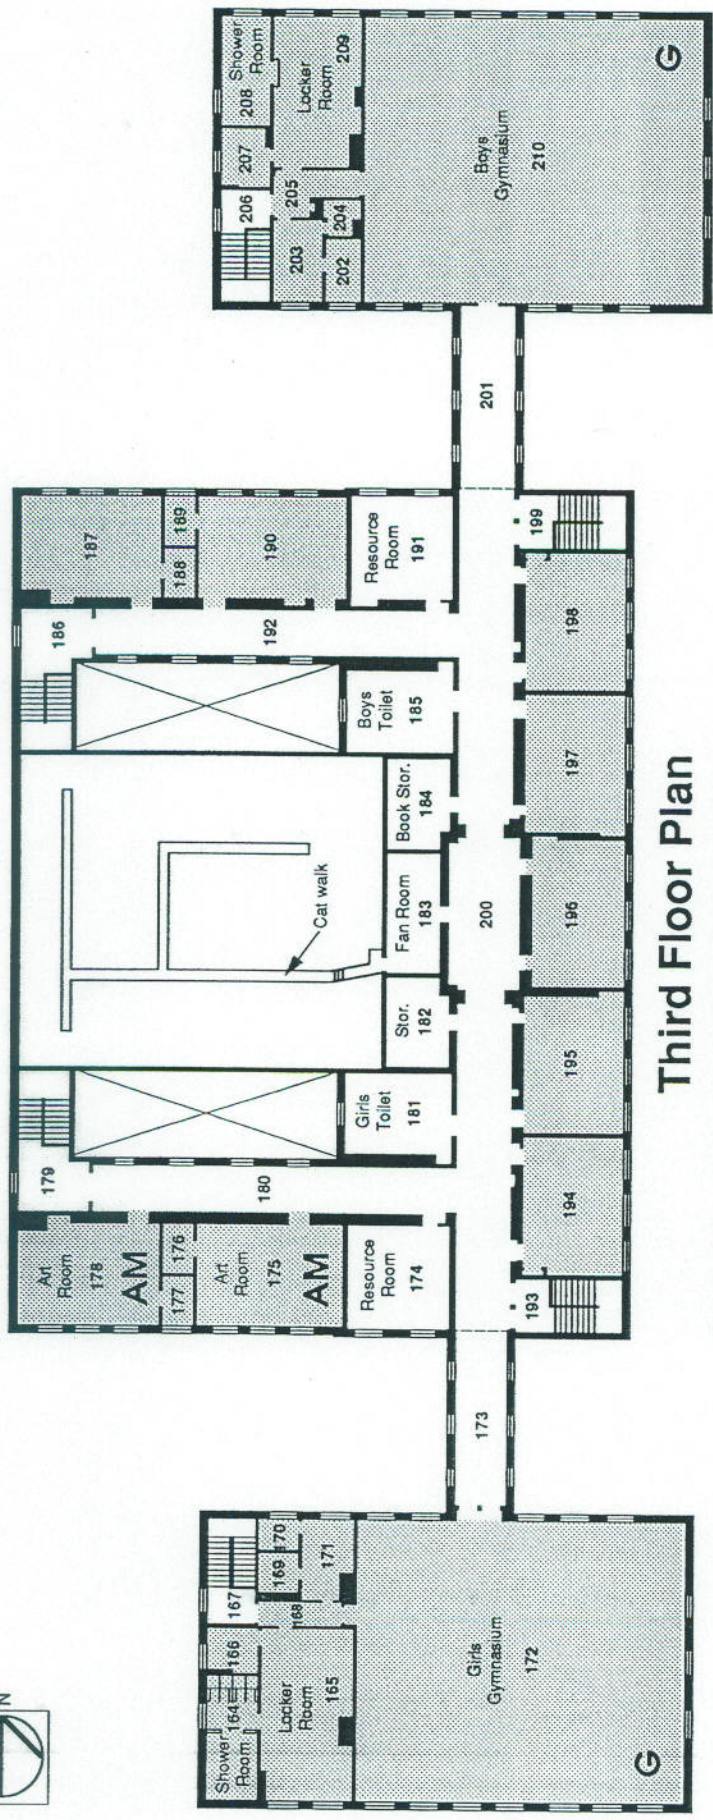 N
Shower
Room
164
166
167
Locker
Room
165
168
169
170
171
Girls
Gymnasium
172
G
173
Art
Room
178
AM
177
176
Art
Room
175
AM
Resource
Room
174
179
180
Girls
Toilet
181
Stor.
182
Fan Room
183
Book Stor.
184
Cat walk
Boys
Toilet
185
186
192
187
188
189
190
Resource
Room
191
193
194
195
196
197
198
199
200
201
202
203
204
205
206
207
208
Shower
Room
Locker
Room
209
Boys
Gymnasium
210
G
Third Floor Plan